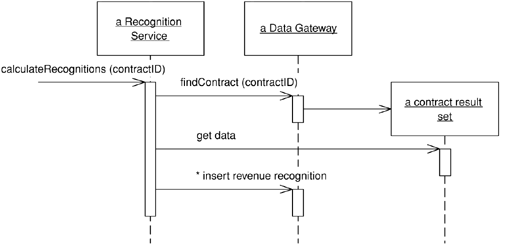 a Recognition
Service
a Data Gateway
calculateRecognitions (contractID)
findContract (contractID)
a contract result
set
get data
* insert revenue recognition